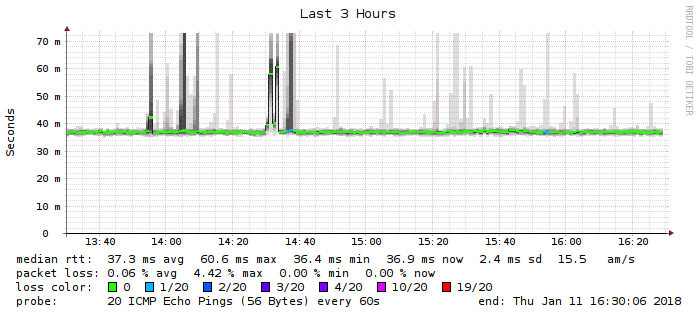 Last 3 Hours
RRDTOOL / TOBI OETIKER
Seconds
70 m
60 m
50 m
40 m
30 m
20 m
10 m
0
13:40 14:00 14:20 14:40 15:00 15:20 15:40 16:00 16:20
median rtt: 37.3 ms avg 60.6 ms max 36.4 ms min 36.9 ms now 2.4 ms sd 15.5 am/s
packet loss: 0.06 % avg 4.42 % max 0.00 % min 0.00 % now
loss color: 0 1/20 2/20 3/20 4/20 10/20 19/20
probe: 20 ICMP Echo Pings (56 Bytes) every 60s end: Thu Jan 11 16:30:06 2018